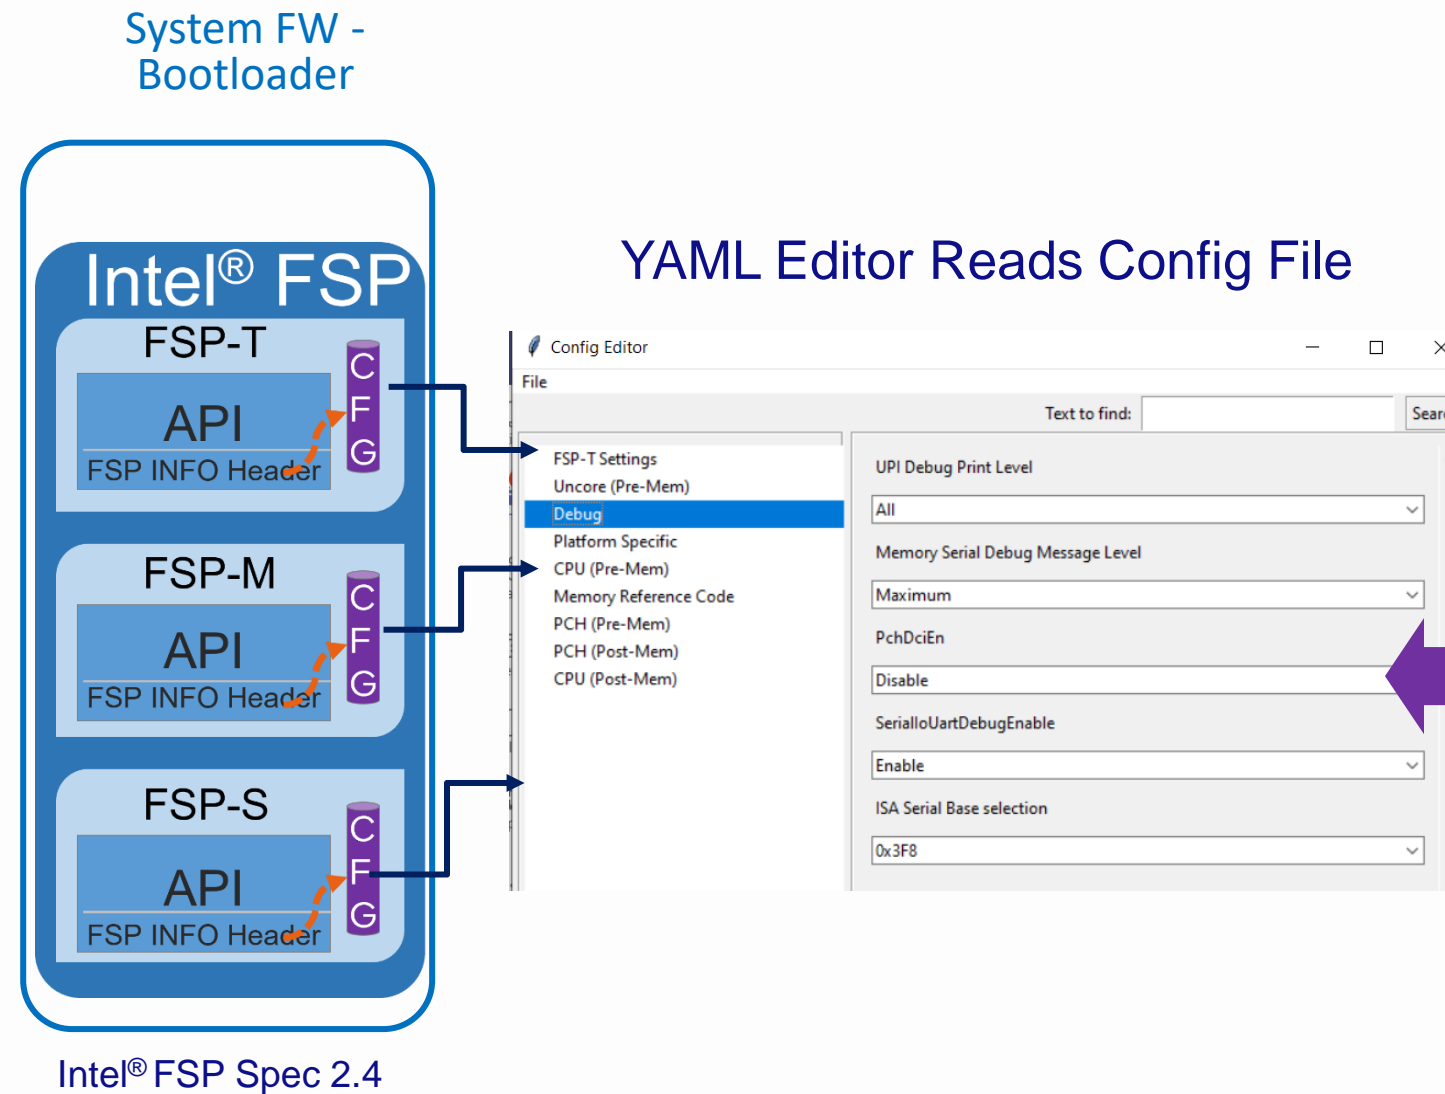 System FW -
Bootloader
Intel® FSP
FSP-T
API
FSP INFO Header
C
F
G
FSP-M
API
FSP INFO Header
C
F
G
FSP-S
API
FSP INFO Header
C
F
G
Intel® FSP Spec 2.4
YAML Editor Reads Config File
Config Editor
File
Text to find:
FSP-T Settings
Uncore (Pre-Mem)
Debug
Platform Specific
CPU (Pre-Mem)
Memory Reference Code
PCH (Pre-Mem)
PCH (Post-Mem)
CPU (Post-Mem)
UPI Debug Print Level
All
Memory Serial Debug Message Level
Maximum
PchDciEn
Disable
SerialIoUartDebugEnable
Enable
ISA Serial Base selection
0x3F8